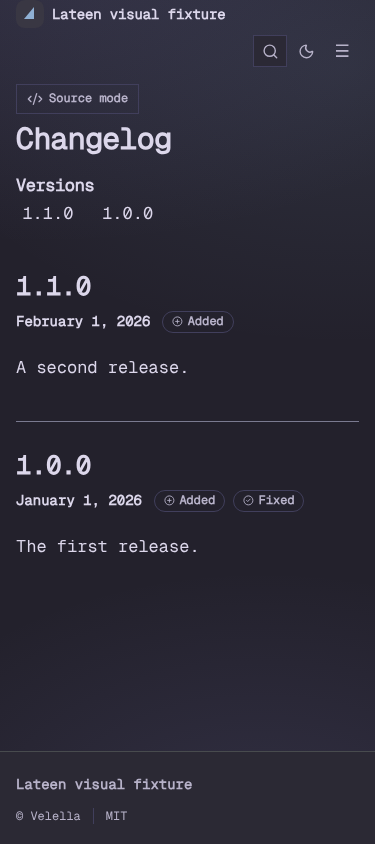 Lateen visual fixture
Source mode
Changelog
Versions
1.1.0 1.0.0
1.1.0
February 1, 2026 Added
A second release.
1.0.0
January 1, 2026 Added Fixed
The first release.
Lateen visual fixture
© Velella MIT